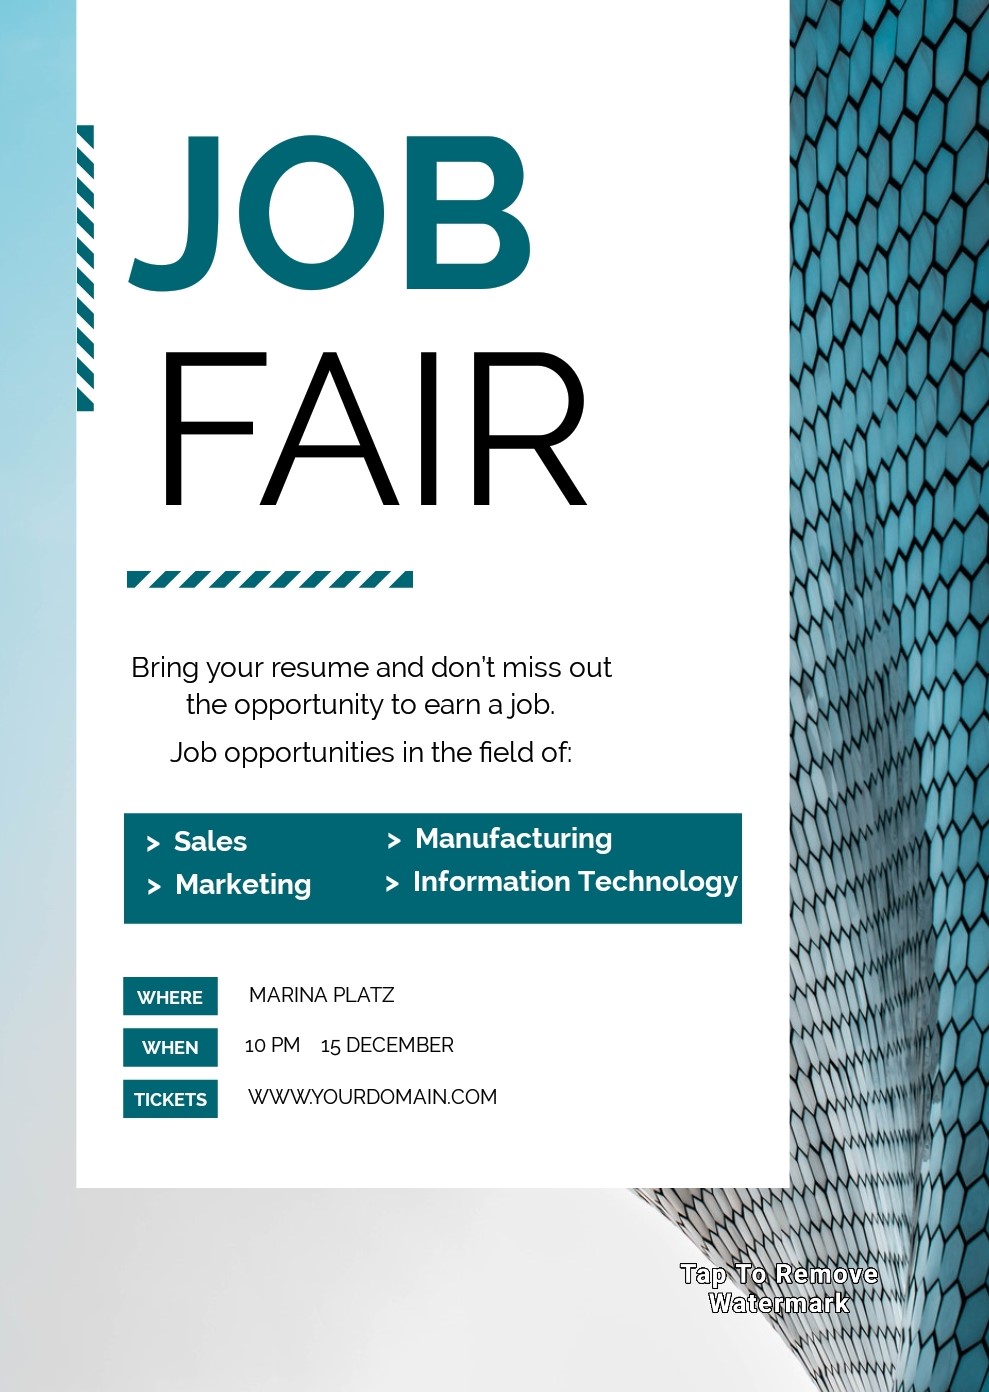 JOB
FAIR
Bring your resume and don't miss out
the opportunity to earn a job.
Job opportunities in the field of:
> Sales
> Marketing
> Manufacturing
> Information Technology
WHERE MARINA PLATZ
WHEN 10 PM 15 DECEMBER
TICKETS WWW.YOURDOMAIN.COM
Tap To Remove
Watermark